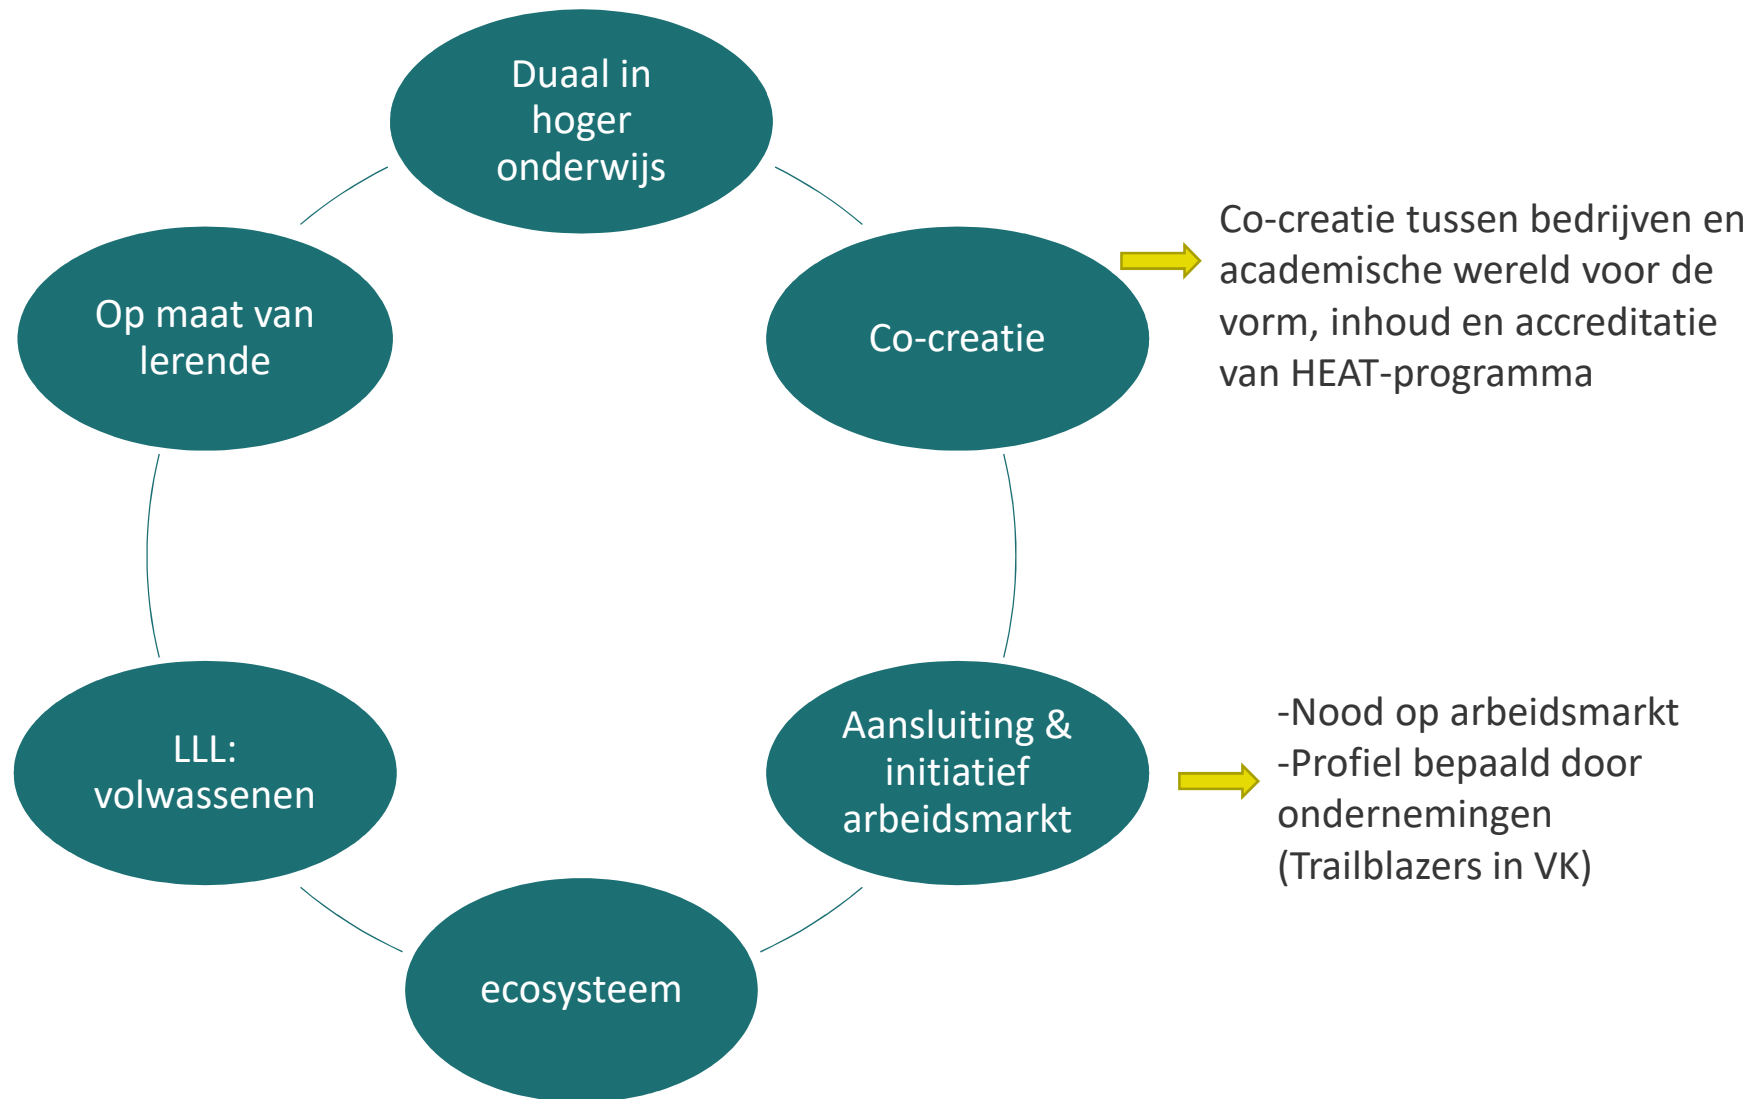 Duaal in
hoger
onderwijs
Co-creatie
Co-creatie tussen bedrijven en
academische wereld voor de
vorm, inhoud en accreditatie
van HEAT-programma
Aansluiting &
initiatief
arbeidsmarkt
-Nood op arbeidsmarkt
-Profiel bepaald door
ondernemingen
(Trailblazers in VK)
ecosysteem
LLL:
volwassenen
Op maat van
lerende